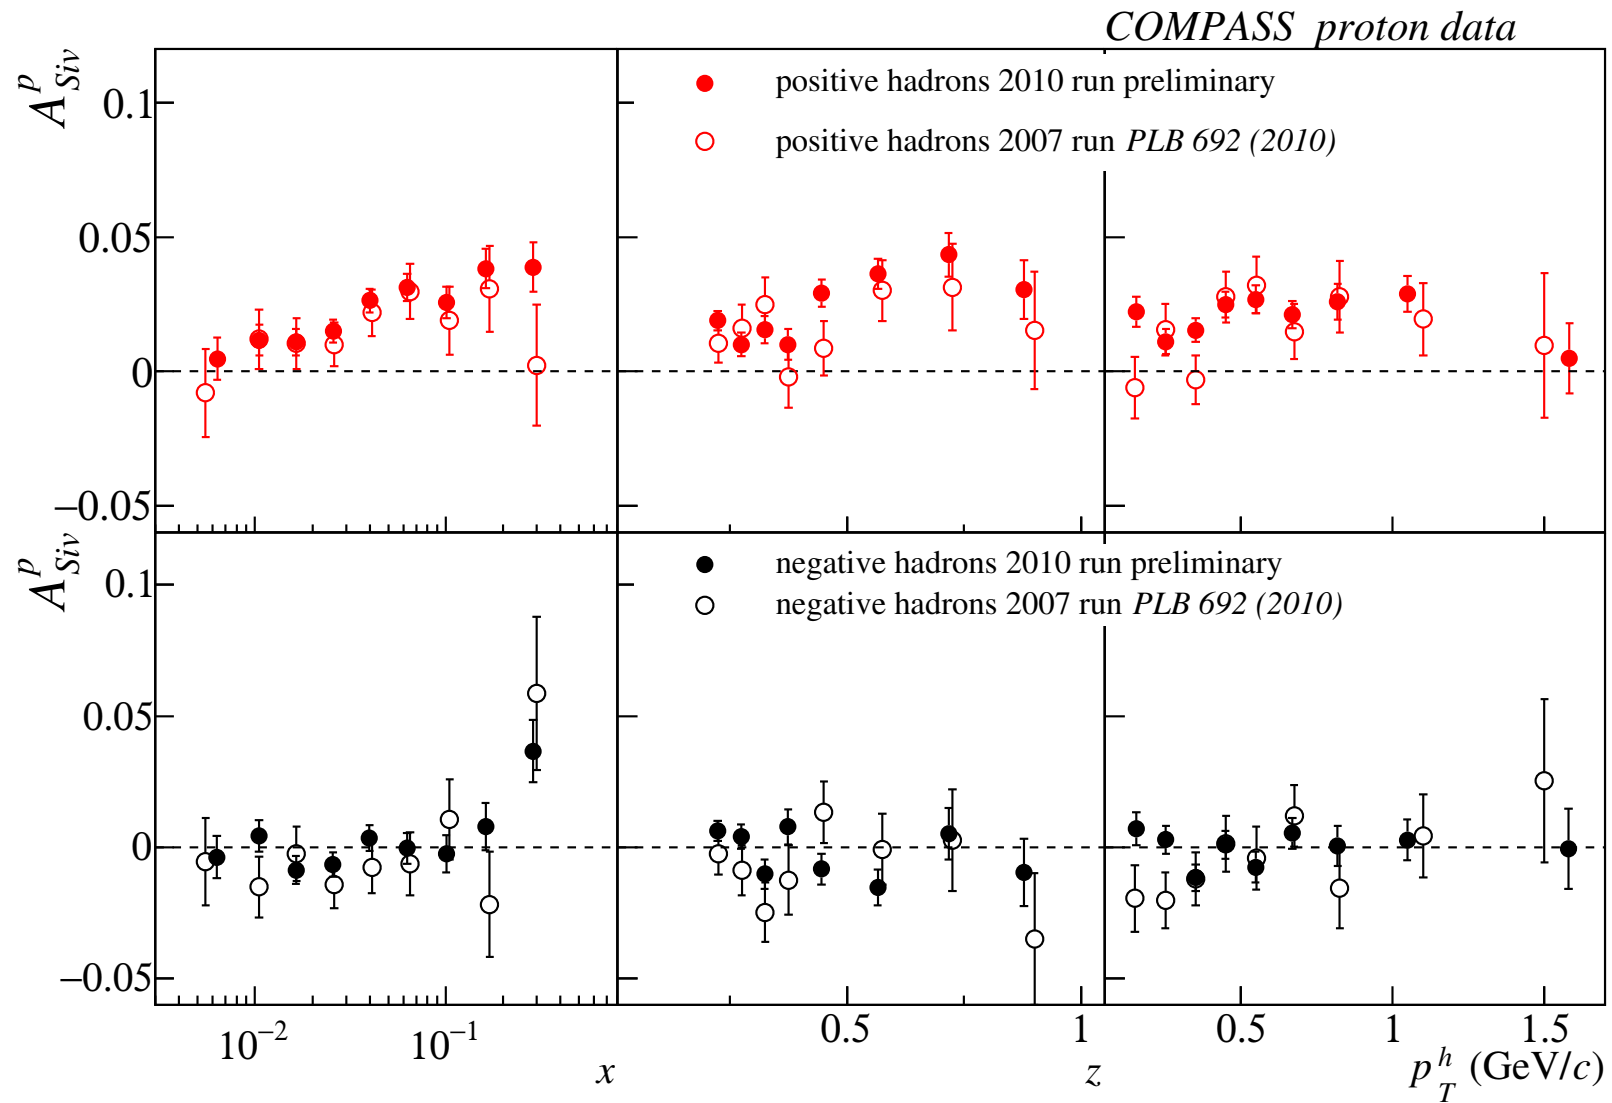 COMPASS proton data
A^p_Siv
0.1
0.05
0
−0.05
positive hadrons 2010 run preliminary
positive hadrons 2007 run PLB 692 (2010)
A^p_Siv
0.1
0.05
0
−0.05
negative hadrons 2010 run preliminary
negative hadrons 2007 run PLB 692 (2010)
10^−2 10^−1 0.5 1 0.5 1 1.5
x z p_T^h (GeV/c)